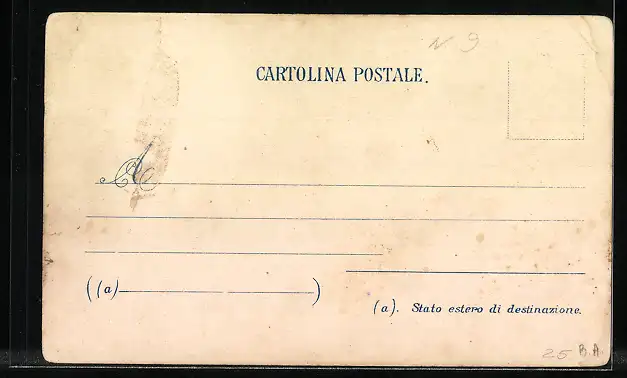 N 9
CARTOLINA POSTALE.
A
((a) )
(a). Stato estero di destinazione.
25 B.A.